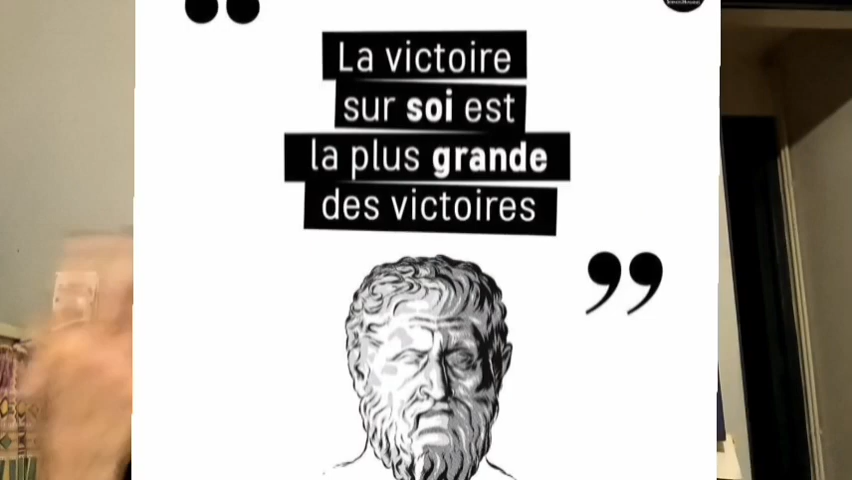 “
La victoire
sur soi est
la plus grande
des victoires
”